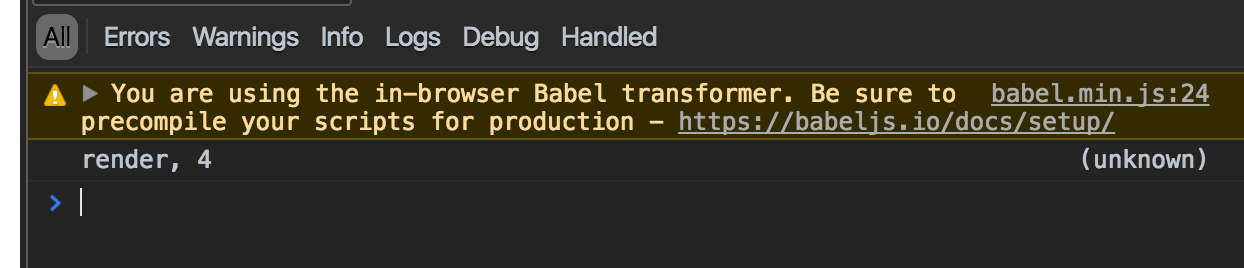 All Errors Warnings Info Logs Debug Handled
You are using the in-browser Babel transformer. Be sure to babel.min.js:24
precompile your scripts for production – https://babeljs.io/docs/setup/
render, 4 (unknown)